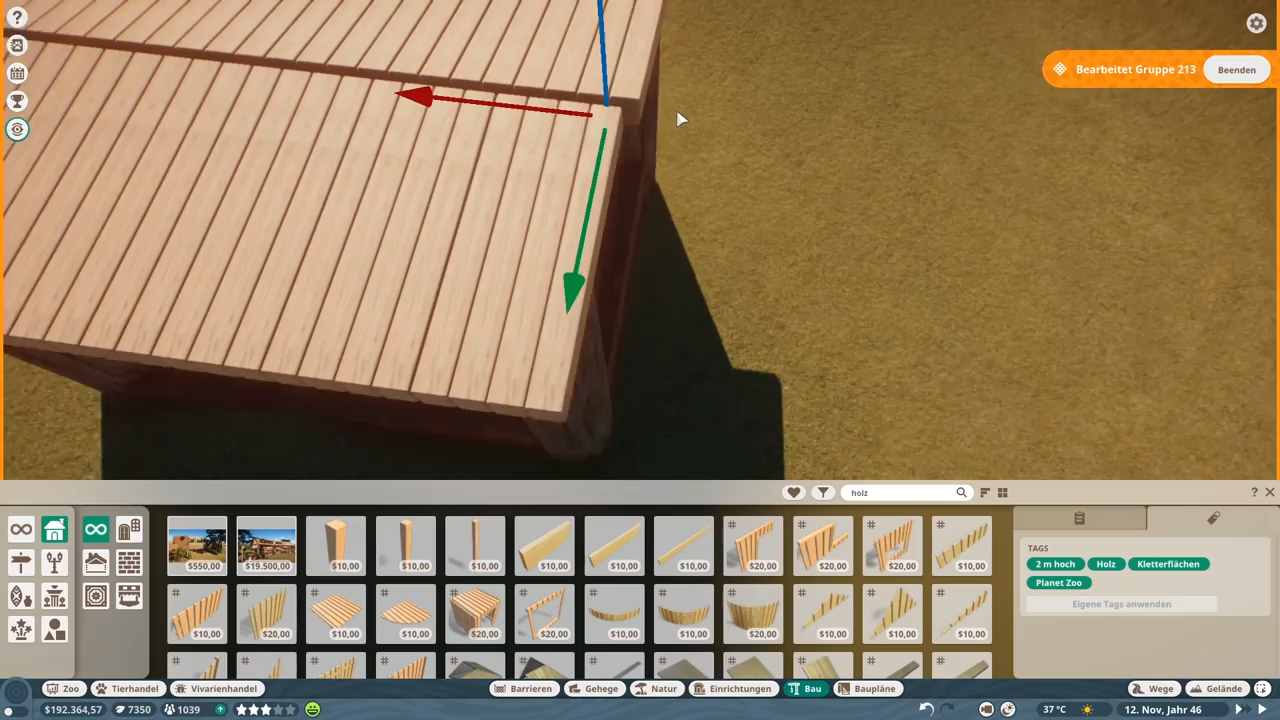 ?
Bearbeitet Gruppe 213
Beenden
holz
?
$550,00
$19.500,00
$10,00
$10,00
$10,00
$10,00
$10,00
$10,00
$20,00
$20,00
$20,00
$10,00
$10,00
$20,00
$10,00
$10,00
$20,00
$20,00
$10,00
$10,00
$20,00
$10,00
$10,00
$10,00
TAGS
2 m hoch
Holz
Kletterflächen
Planet Zoo
Eigene Tags anwenden
Zoo
Tierhandel
Vivarienhandel
Barrieren
Gehege
Natur
Einrichtungen
Bau
Baupläne
Wege
Gelände
$192.364,57
7350
1039
37 °C
12. Nov, Jahr 46